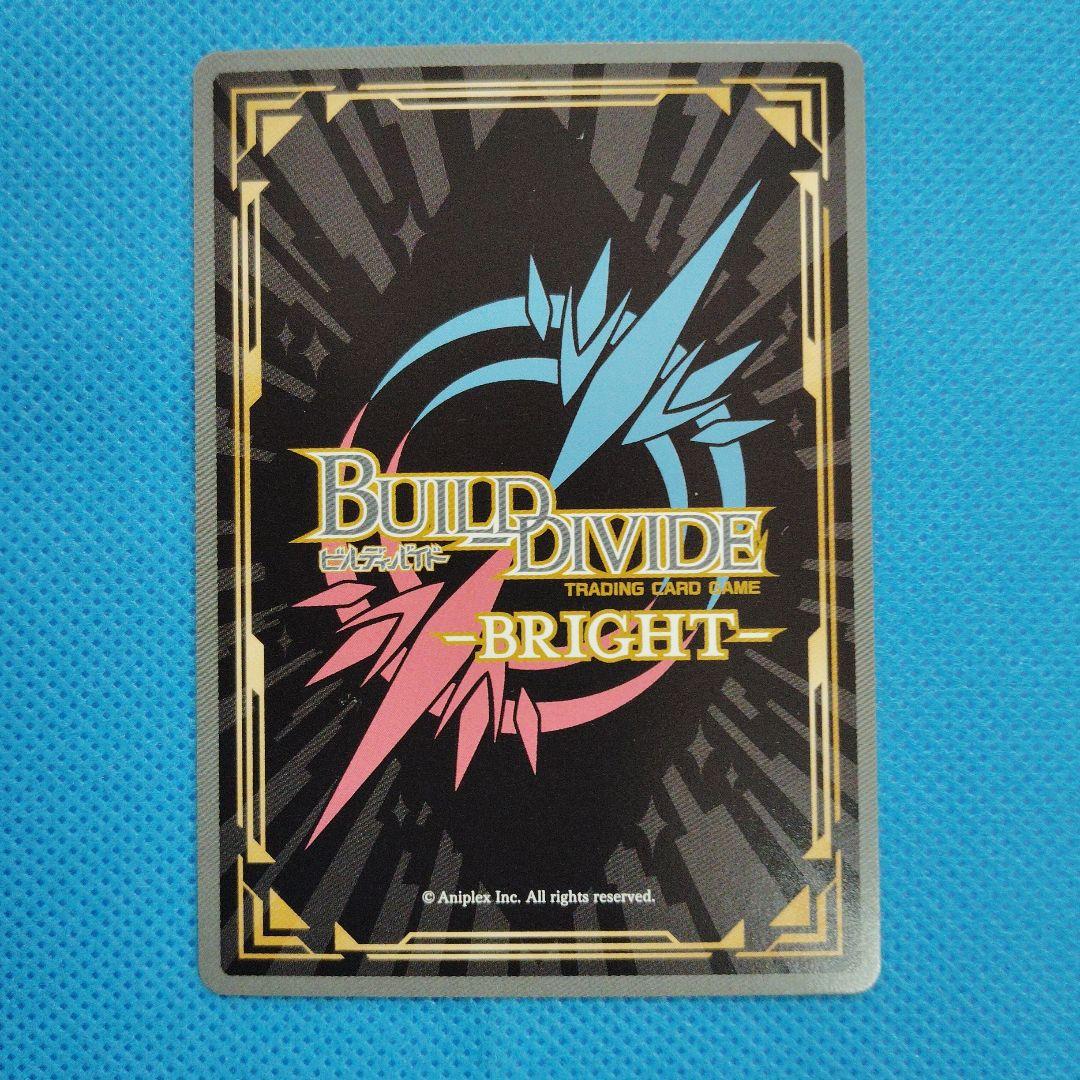 BUILD DIVIDE
ビルディバイド
TRADING CARD GAME
-BRIGHT-
© Aniplex Inc. All rights reserved.